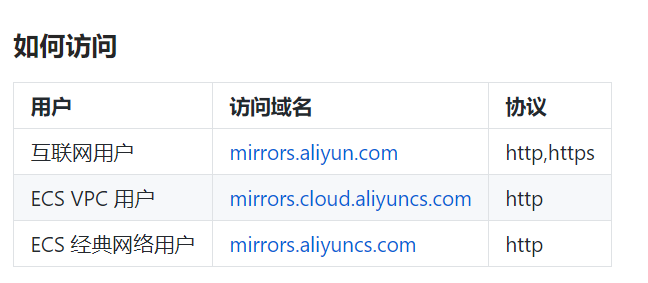 如何访问
用户 访问域名 协议
互联网用户 mirrors.aliyun.com http,https
ECS VPC 用户 mirrors.cloud.aliyuncs.com http
ECS 经典网络用户 mirrors.aliyuncs.com http